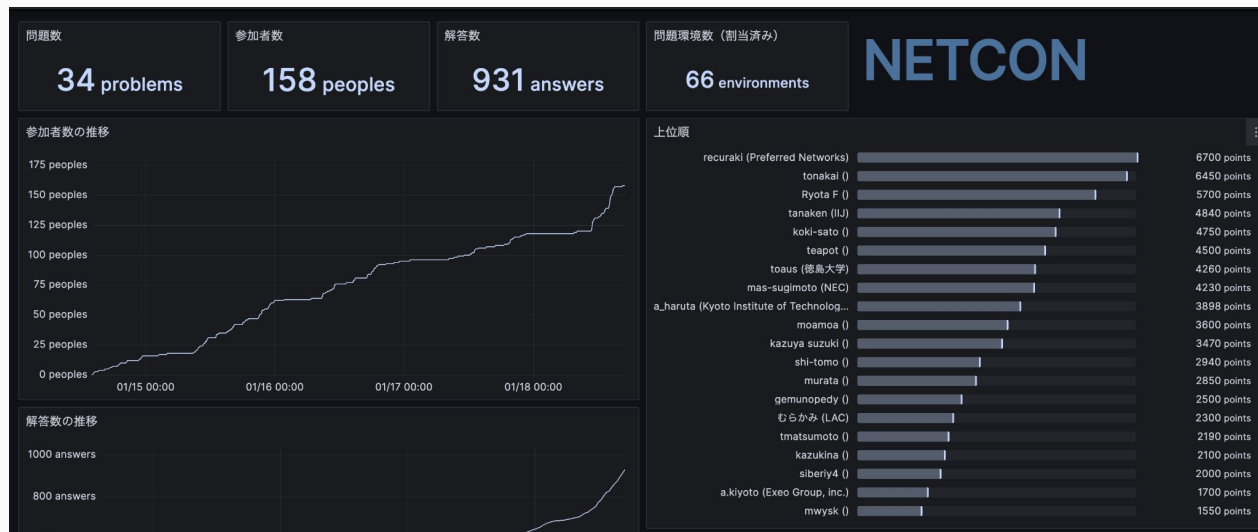 問題数
34 problems
参加者数
158 peoples
解答数
931 answers
問題環境数（割当済み）
66 environments
NETCON
参加者数の推移
175 peoples
150 peoples
125 peoples
100 peoples
75 peoples
50 peoples
25 peoples
0 peoples
01/15 00:00
01/16 00:00
01/17 00:00
01/18 00:00
解答数の推移
1000 answers
800 answers
上位順
recuraki (Preferred Networks) 6700 points
tonakai () 6450 points
Ryota F () 5700 points
tanaken (IIJ) 4840 points
koki-sato () 4750 points
teapot () 4500 points
toaus (徳島大学) 4260 points
mas-sugimoto (NEC) 4230 points
a_haruta (Kyoto Institute of Technolog... 3898 points
moamoa () 3600 points
kazuya suzuki () 3470 points
shi-tomo () 2940 points
murata () 2850 points
gemunopedy () 2500 points
むらかみ (LAC) 2300 points
tmatsumoto () 2190 points
kazukina () 2100 points
siberiy4 () 2000 points
a.kiyoto (Exeo Group, inc.) 1700 points
mwysk () 1550 points